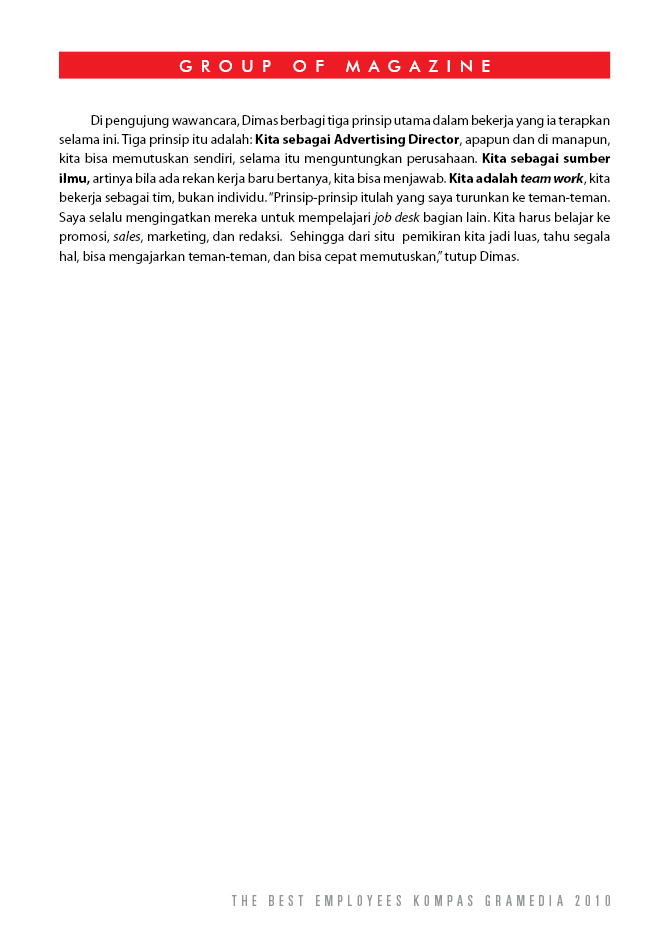 GROUP OF MAGAZINE
Di pengujung wawancara, Dimas berbagi tiga prinsip utama dalam bekerja yang ia terapkan
selama ini. Tiga prinsip itu adalah: Kita sebagai Advertising Director, apapun dan di manapun,
kita bisa memutuskan sendiri, selama itu menguntungkan perusahaan. Kita sebagai sumber
ilmu, artinya bila ada rekan kerja baru bertanya, kita bisa menjawab. Kita adalah team work, kita
bekerja sebagai tim, bukan individu. “Prinsip-prinsip itulah yang saya turunkan ke teman-teman.
Saya selalu mengingatkan mereka untuk mempelajari job desk bagian lain. Kita harus belajar ke
promosi, sales, marketing, dan redaksi. Sehingga dari situ pemikiran kita jadi luas, tahu segala
hal, bisa mengajarkan teman-teman, dan bisa cepat memutuskan,” tutup Dimas.
THE BEST EMPLOYEES KOMPAS GRAMEDIA 2010